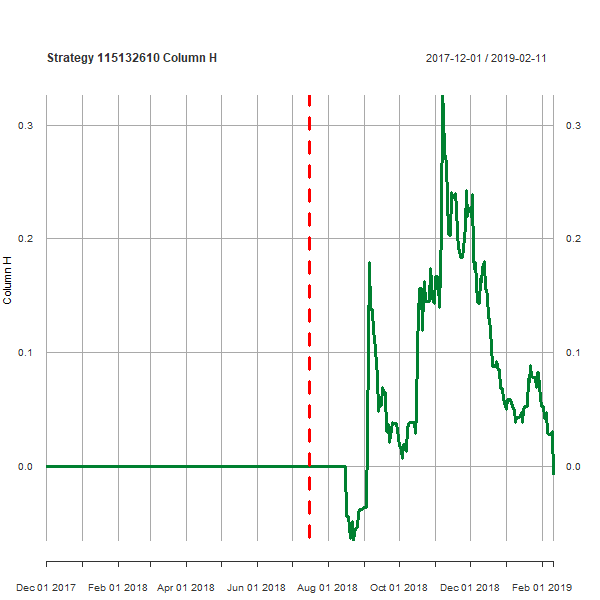 Strategy 115132610 Column H
2017-12-01 / 2019-02-11
0.3
0.3
0.2
0.2
Column H
0.1
0.1
0.0
0.0
Dec 01 2017
Feb 01 2018
Apr 01 2018
Jun 01 2018
Aug 01 2018
Oct 01 2018
Dec 01 2018
Feb 01 2019